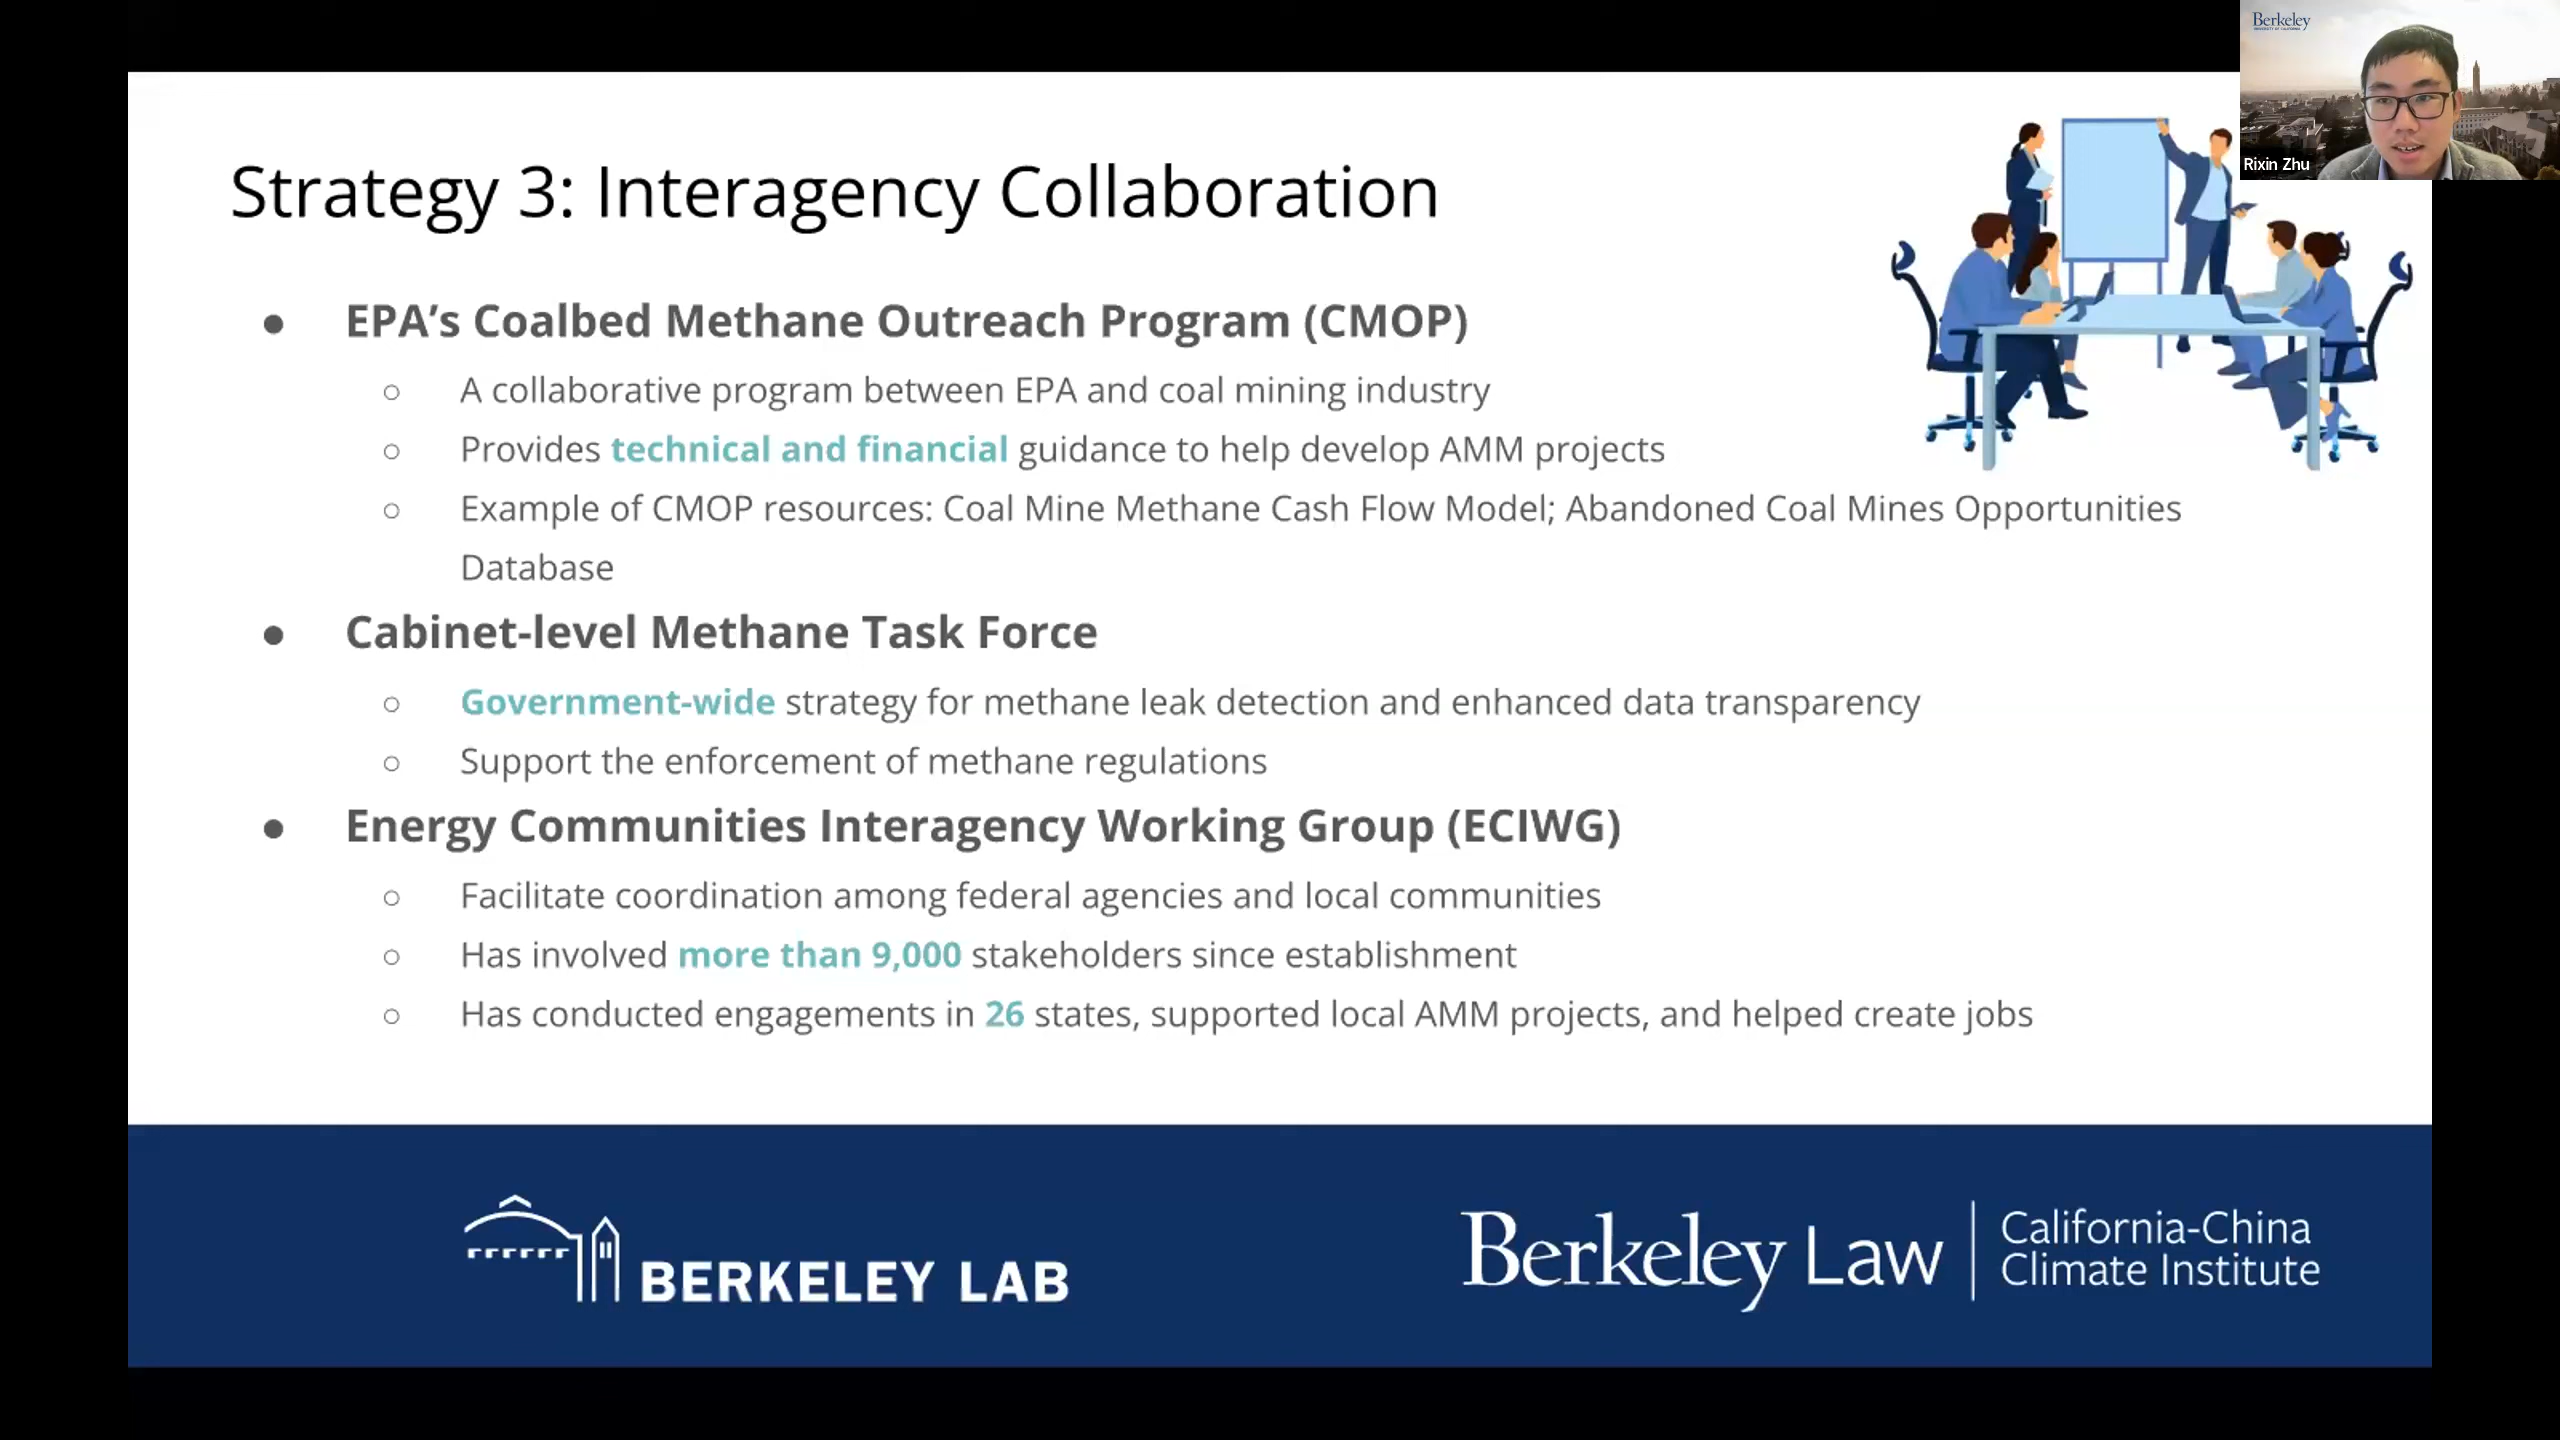 Berkeley
UNIVERSITY OF CALIFORNIA
Rixin Zhu
Strategy 3: Interagency Collaboration
● EPA’s Coalbed Methane Outreach Program (CMOP)
○ A collaborative program between EPA and coal mining industry
○ Provides technical and financial guidance to help develop AMM projects
○ Example of CMOP resources: Coal Mine Methane Cash Flow Model; Abandoned Coal Mines Opportunities
Database
● Cabinet-level Methane Task Force
○ Government-wide strategy for methane leak detection and enhanced data transparency
○ Support the enforcement of methane regulations
● Energy Communities Interagency Working Group (ECIWG)
○ Facilitate coordination among federal agencies and local communities
○ Has involved more than 9,000 stakeholders since establishment
○ Has conducted engagements in 26 states, supported local AMM projects, and helped create jobs
BERKELEY LAB
Berkeley Law
California-China
Climate Institute